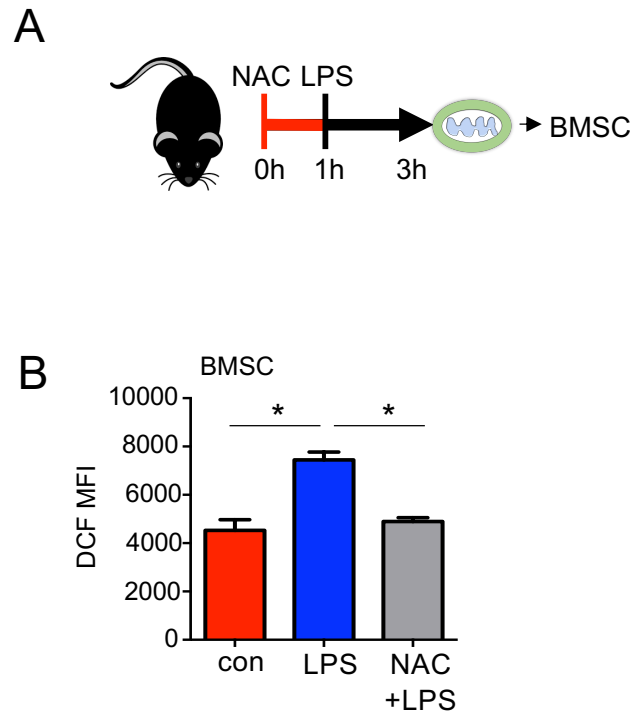 A
NAC LPS
0h 1h 3h
BMSC
B
BMSC
10000
8000
6000
4000
2000
0
DCF MFI
* *
con LPS NAC
+LPS